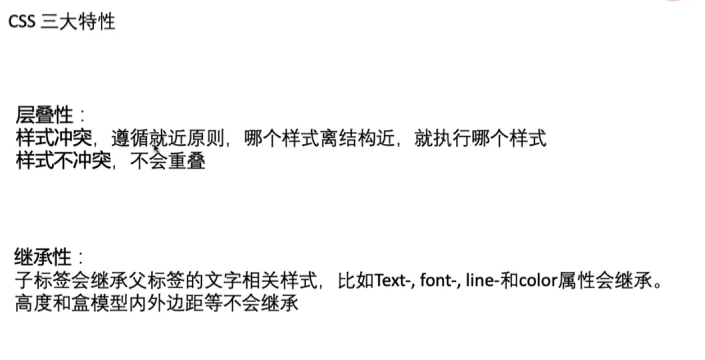 CSS 三大特性
层叠性：
样式冲突，遵循就近原则，哪个样式离结构近，就执行哪个样式
样式不冲突，不会重叠
继承性：
子标签会继承父标签的文字相关样式，比如Text-, font-, line-和color属性会继承。
高度和盒模型内外边距等不会继承